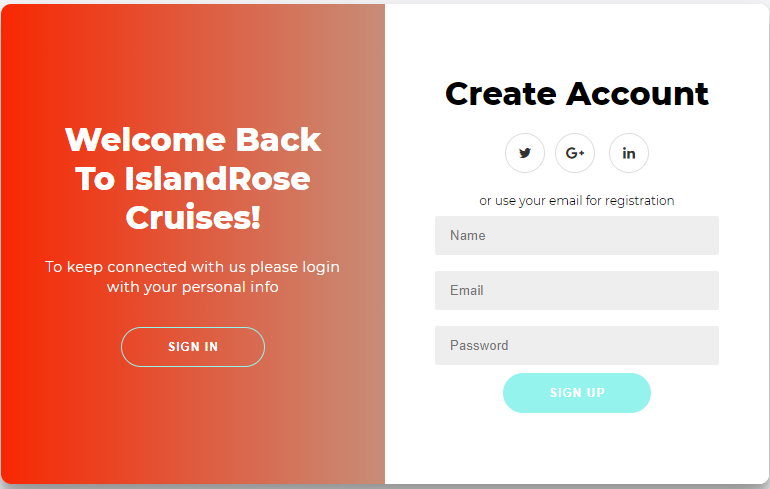 Welcome Back
To IslandRose
Cruises!
To keep connected with us please login
with your personal info
SIGN IN
Create Account
G+
in
or use your email for registration
Name
Email
Password
SIGN UP